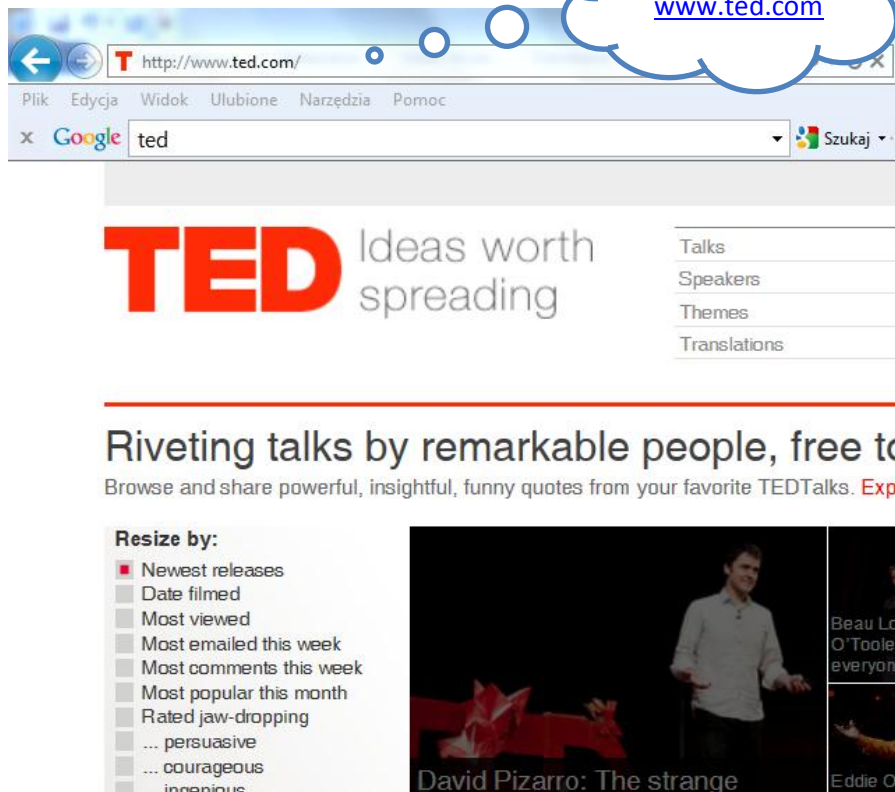 www.ted.com
http://www.ted.com/
Plik Edycja Widok Ulubione Narzędzia Pomoc
x Google ted Szukaj
TED Ideas worth
spreading
Talks
Speakers
Themes
Translations
Riveting talks by remarkable people, free to
Browse and share powerful, insightful, funny quotes from your favorite TEDTalks. Exp
Resize by:
Newest releases
Date filmed
Most viewed
Most emailed this week
Most comments this week
Most popular this month
Rated jaw-dropping
... persuasive
... courageous
... ingenious
David Pizarro: The strange
Beau Lo
O'Toole
everyon
Eddie O